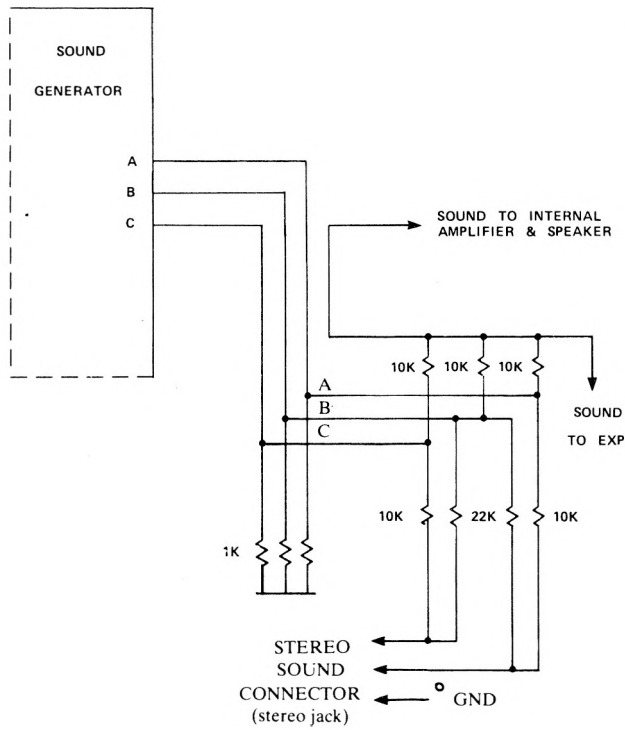 SOUND
GENERATOR
A
B
C
SOUND TO INTERNAL
AMPLIFIER & SPEAKER
10K 10K 10K
A
B
C
SOUND
TO EXP
10K 22K 10K
1K
STEREO
SOUND
CONNECTOR GND
(stereo jack)